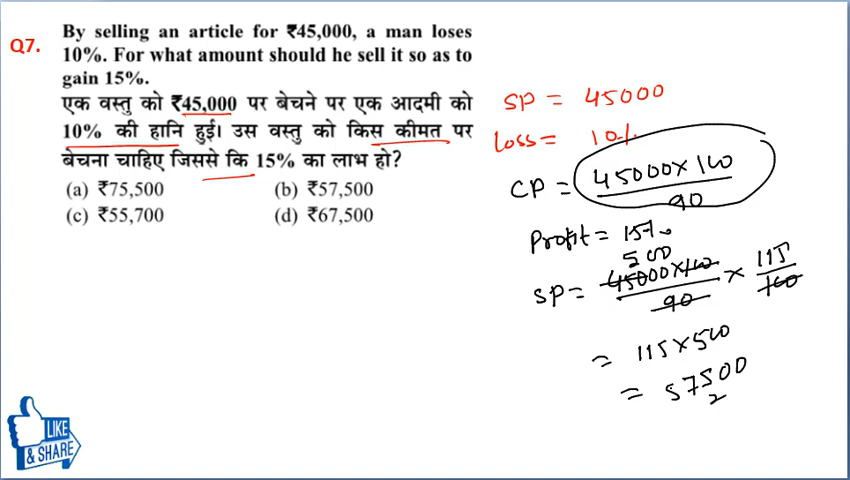 Q7.
By selling an article for ₹45,000, a man loses
10%. For what amount should he sell it so as to
gain 15%.
एक वस्तु को ₹45,000 पर बेचने पर एक आदमी को
10% की हानि हुई। उस वस्तु को किस कीमत पर
बेचना चाहिए जिससे कि 15% का लाभ हो?
(a) ₹75,500 (b) ₹57,500
(c) ₹55,700 (d) ₹67,500
SP = 45000
Loss = 10%
CP = 45000 × 100
90
Profit = 15%
500
SP = 45000 × 100 × 115
90 100
= 115 × 500
= 57500
LIKE
& SHARE